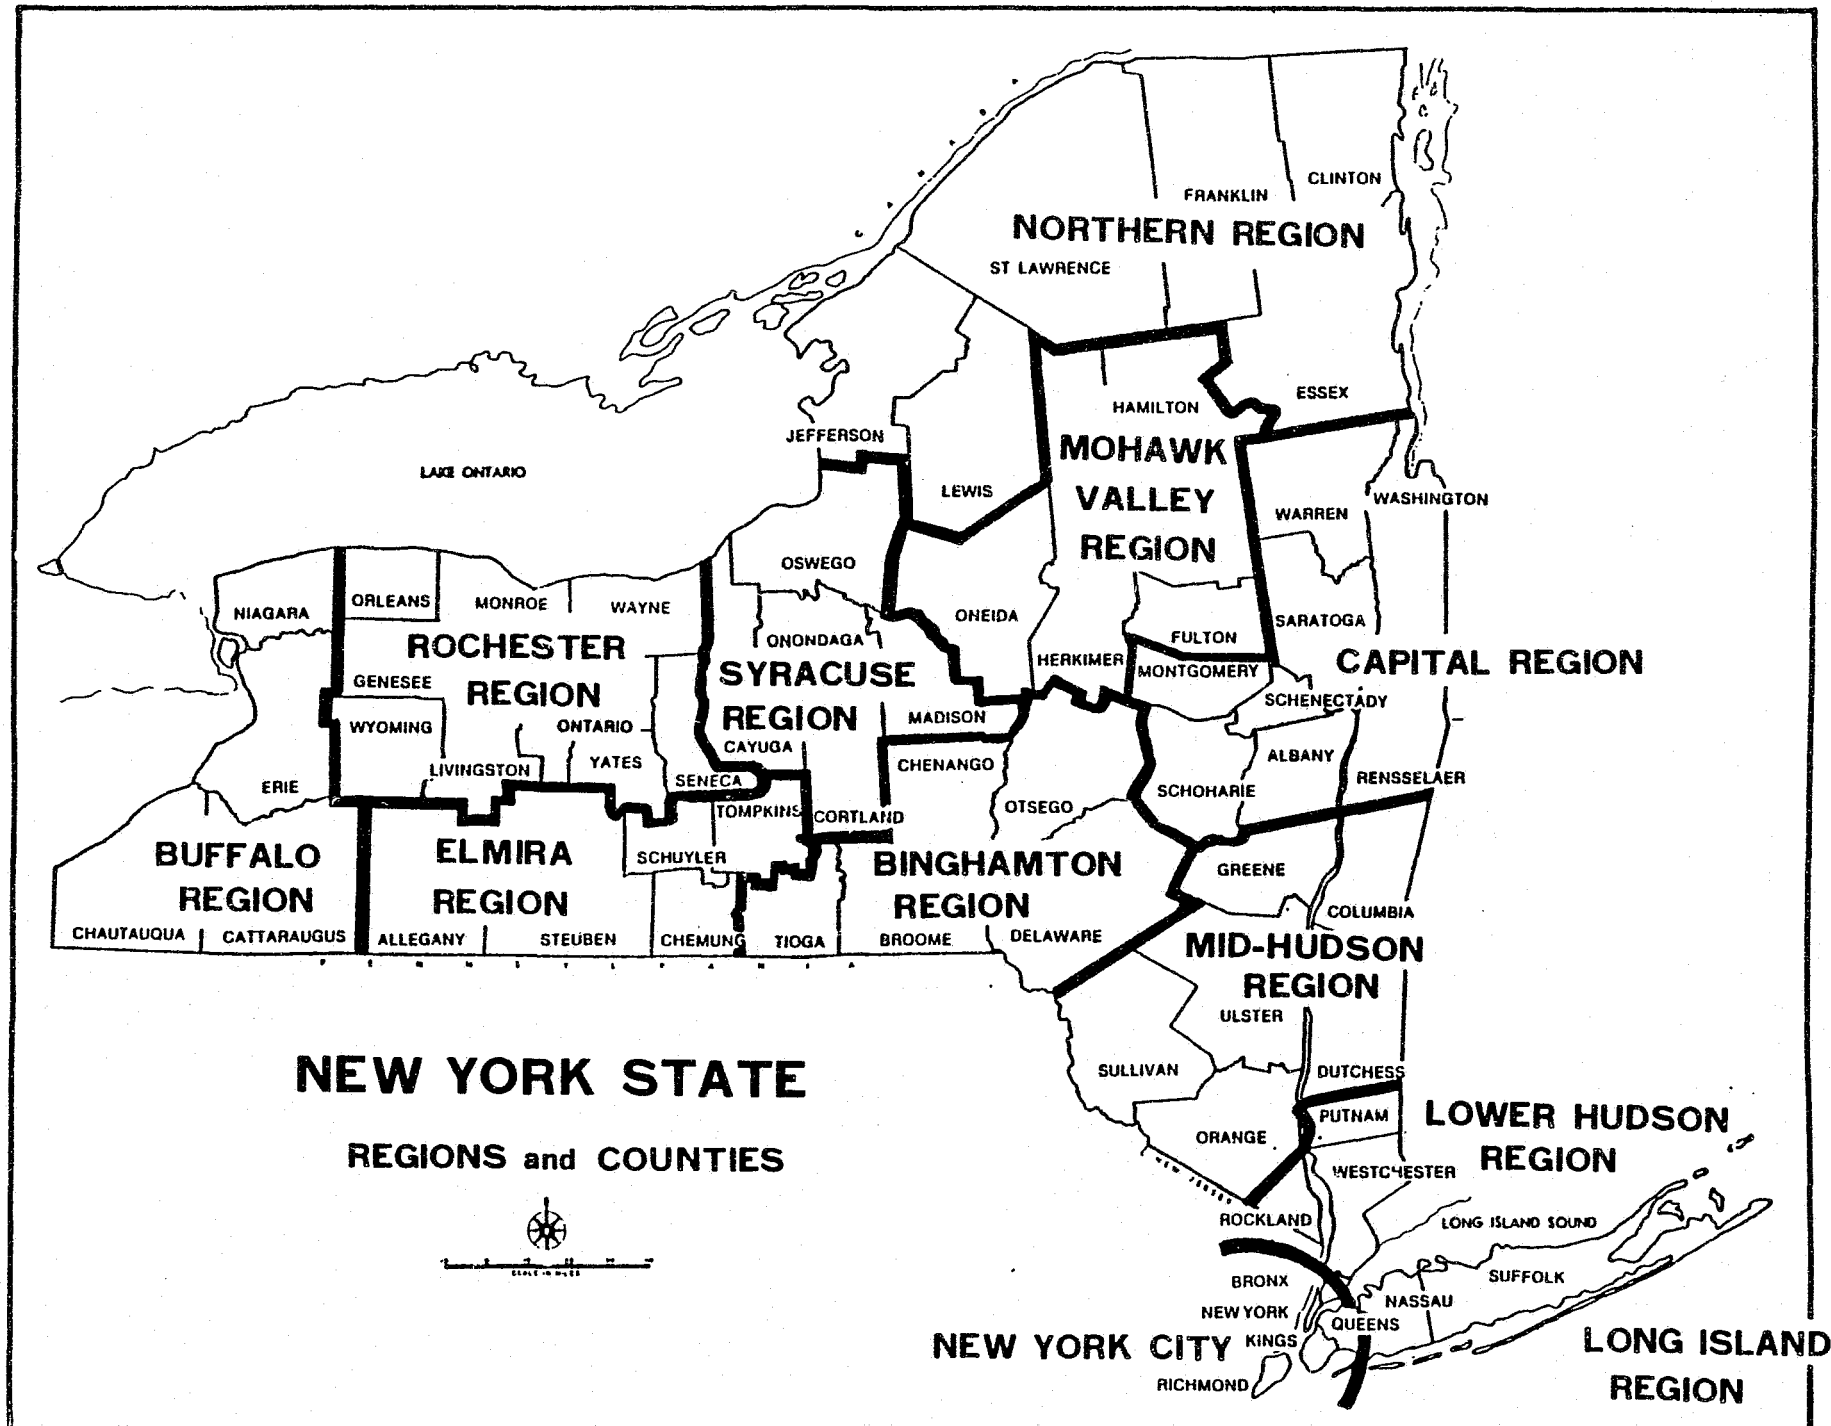 CLINTON
FRANKLIN
NORTHERN REGION
ST LAWRENCE
ESSEX
HAMILTON
JEFFERSON
MOHAWK
VALLEY
REGION
LAKE ONTARIO
LEWIS
WASHINGTON
WARREN
OSWEGO
ORLEANS
MONROE
WAYNE
NIAGARA
ONEIDA
SARATOGA
ONONDAGA
FULTON
ROCHESTER
REGION
HERKIMER
MONTGOMERY
CAPITAL REGION
SYRACUSE
REGION
GENESEE
SCHENECTADY
MADISON
WYOMING
ONTARIO
CAYUGA
ALBANY
YATES
CHENANGO
LIVINGSTON
SENECA
RENSSELAER
ERIE
SCHOHARIE
OTSEGO
TOMPKINS
CORTLAND
BUFFALO
REGION
ELMIRA
REGION
SCHUYLER
BINGHAMTON
REGION
GREENE
COLUMBIA
CHAUTAUQUA
CATTARAUGUS
ALLEGANY
STEUBEN
CHEMUNG
TIOGA
BROOME
DELAWARE
MID-HUDSON
REGION
ULSTER
NEW YORK STATE
SULLIVAN
DUTCHESS
REGIONS and COUNTIES
PUTNAM
LOWER HUDSON
REGION
ORANGE
WESTCHESTER
NEW JERSEY
ROCKLAND
LONG ISLAND SOUND
SCALE IN MILES
BRONX
SUFFOLK
NEW YORK
NASSAU
QUEENS
NEW YORK CITY
KINGS
LONG ISLAND
REGION
RICHMOND